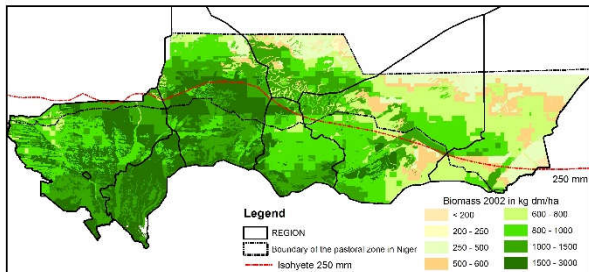 250 mm
Legend
REGION
Boundary of the pastoral zone in Niger
Isohyete 250 mm
Biomass 2002 in kg dm/ha
< 200
200 - 250
250 - 500
500 - 600
600 - 800
800 - 1000
1000 - 1500
1500 - 3000